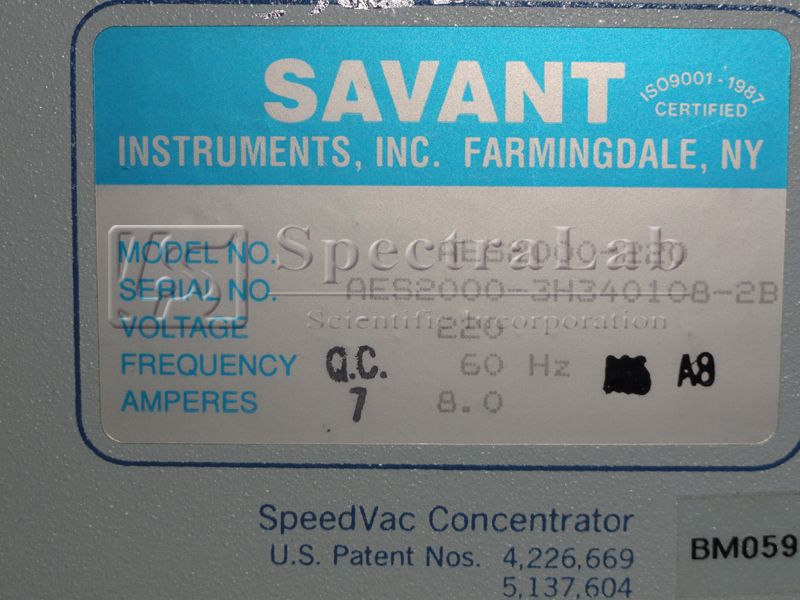 SAVANT
ISO9001-1987
CERTIFIED
INSTRUMENTS, INC. FARMINGDALE, NY
SpectraLab
Scientific Incorporation
MODEL NO. AES2000-220
SERIAL NO. AES2000-3H340108-2B
VOLTAGE 220
FREQUENCY 60 Hz
Q.C. 7
A8
AMPERES 8.0
SpeedVac Concentrator
U.S. Patent Nos. 4,226,669
5,137,604
BM059